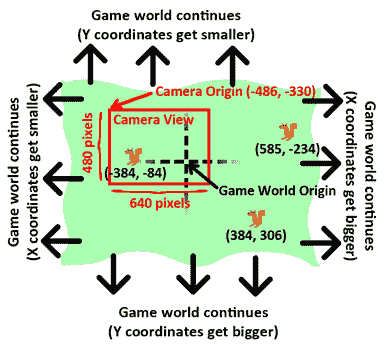 Game world continues
(Y coordinates get smaller)
Game world continues
(X coordinates get smaller)
Camera Origin (-486, -330)
Camera View
480 pixels
(-384, -84)
640 pixels
(585, -234)
Game World Origin
(384, 306)
Game world continues
(X coordinates get bigger)
Game world continues
(Y coordinates get bigger)